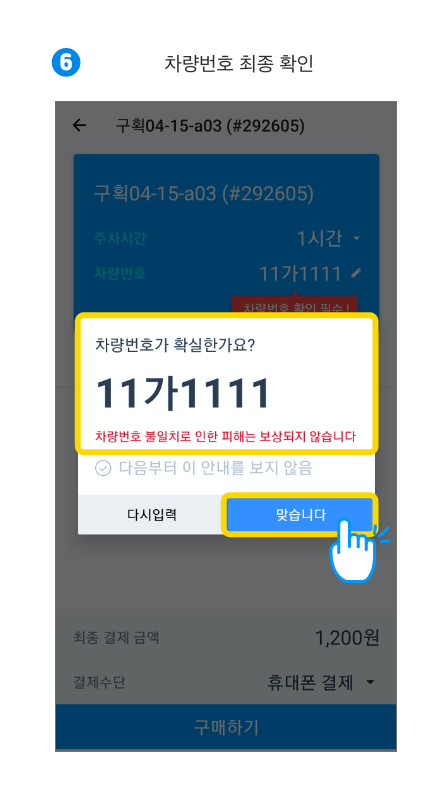 6 차량번호 최종 확인
구획04-15-a03 (#292605)
구획04-15-a03 (#292605)
주차시간 1시간
차량번호 11가1111
차량번호 확인 필수 !
차량번호가 확실한가요?
11가1111
차량번호 불일치로 인한 피해는 보상되지 않습니다
다음부터 이 안내를 보지 않음
다시입력 맞습니다
최종 결제 금액 1,200원
결제수단 휴대폰 결제
구매하기